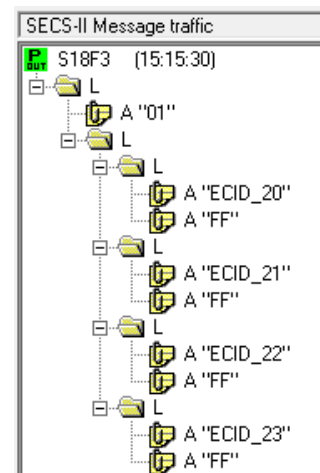 SECS-II Message traffic
P OUT S18F3 (15:15:30)
L
A "01"
L
L
A "ECID_20"
A "FF"
L
A "ECID_21"
A "FF"
L
A "ECID_22"
A "FF"
L
A "ECID_23"
A "FF"